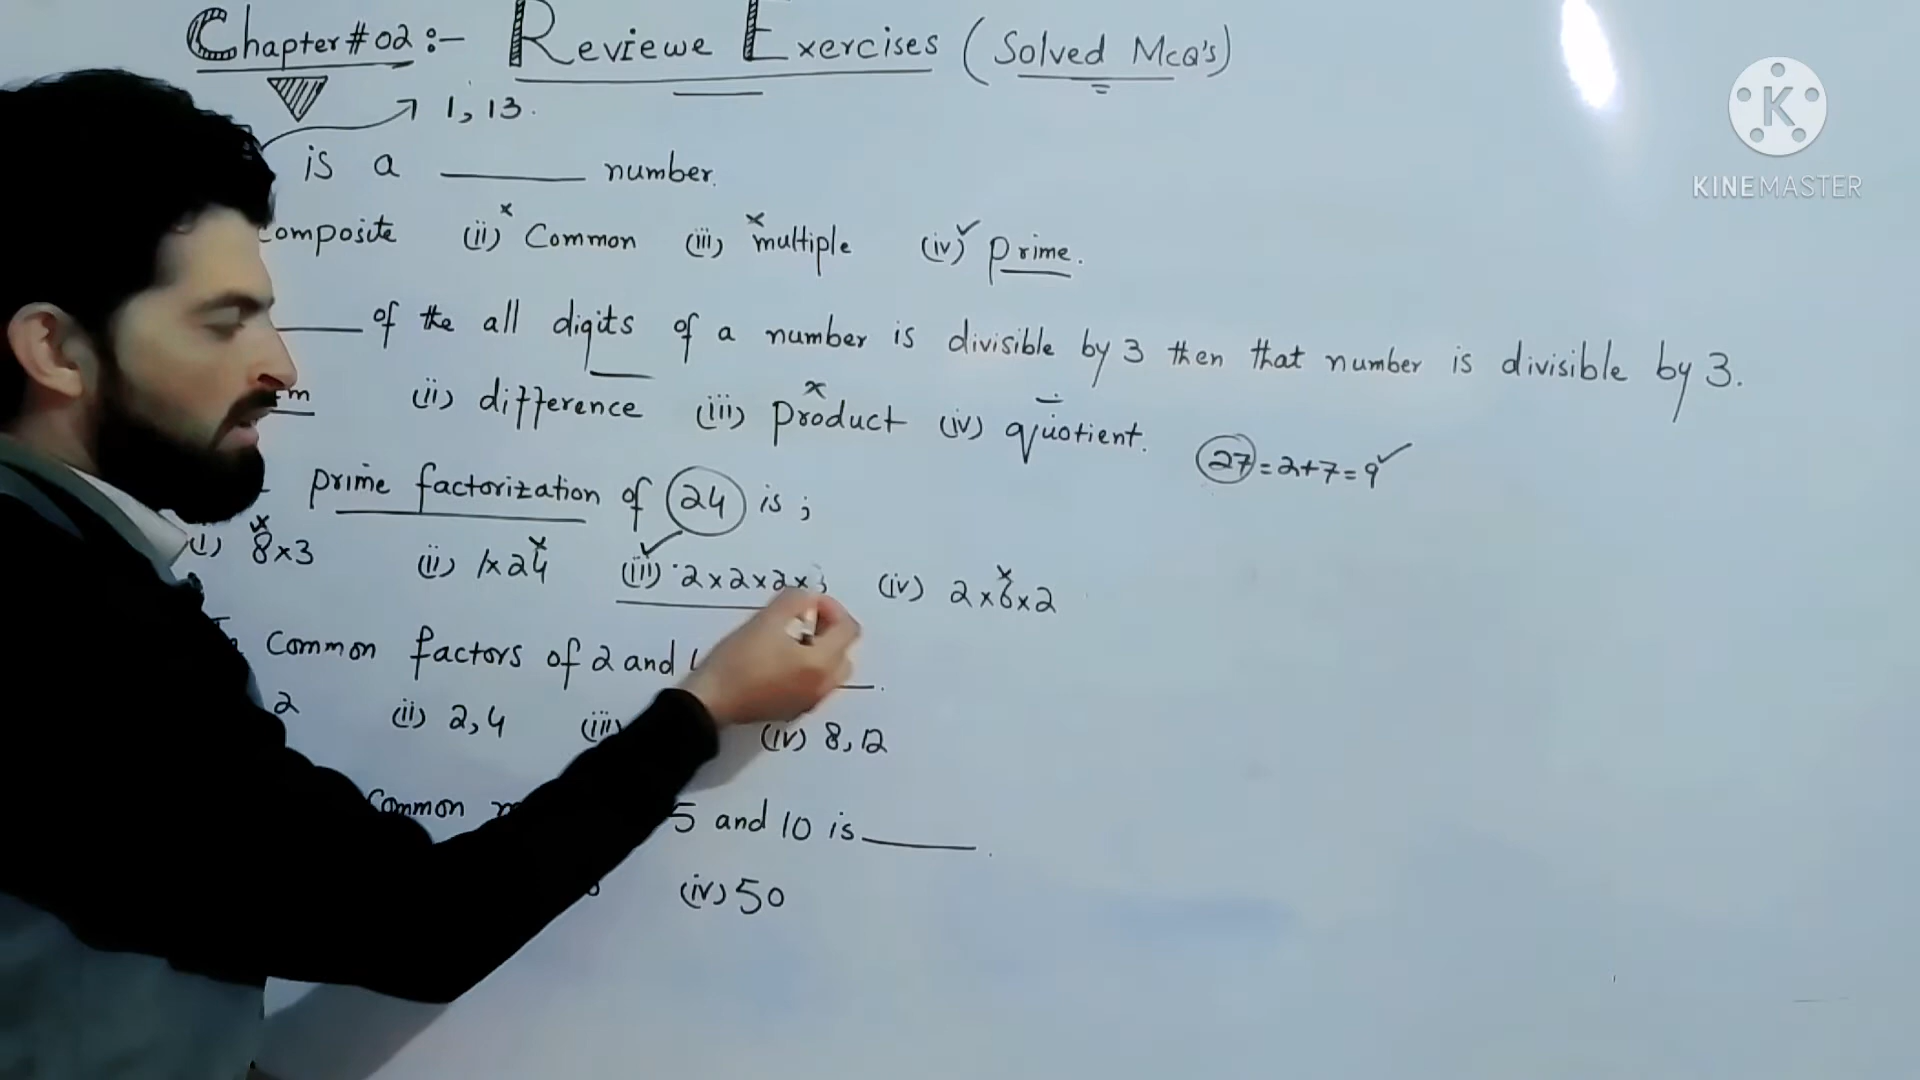 Chapter # 02 :- Reviewe Exercises (Solved Mcq's)
1, 13.
is a ______ number.
composite (ii) Common (iii) multiple (iv) prime.
______ of the all digits of a number is divisible by 3 then that number is divisible by 3.
(ii) difference (iii) product (iv) quotient.
27 = 2+7 = 9
prime factorization of 24 is ;
(i) 8×3 (ii) 1×24 (iii) 2×2×2× (iv) 2×6×2
Common factors of 2 and ______.
2 (ii) 2,4 (iii) (iv) 8,12
Common 5 and 10 is ______.
(iv) 50
KINEMASTER